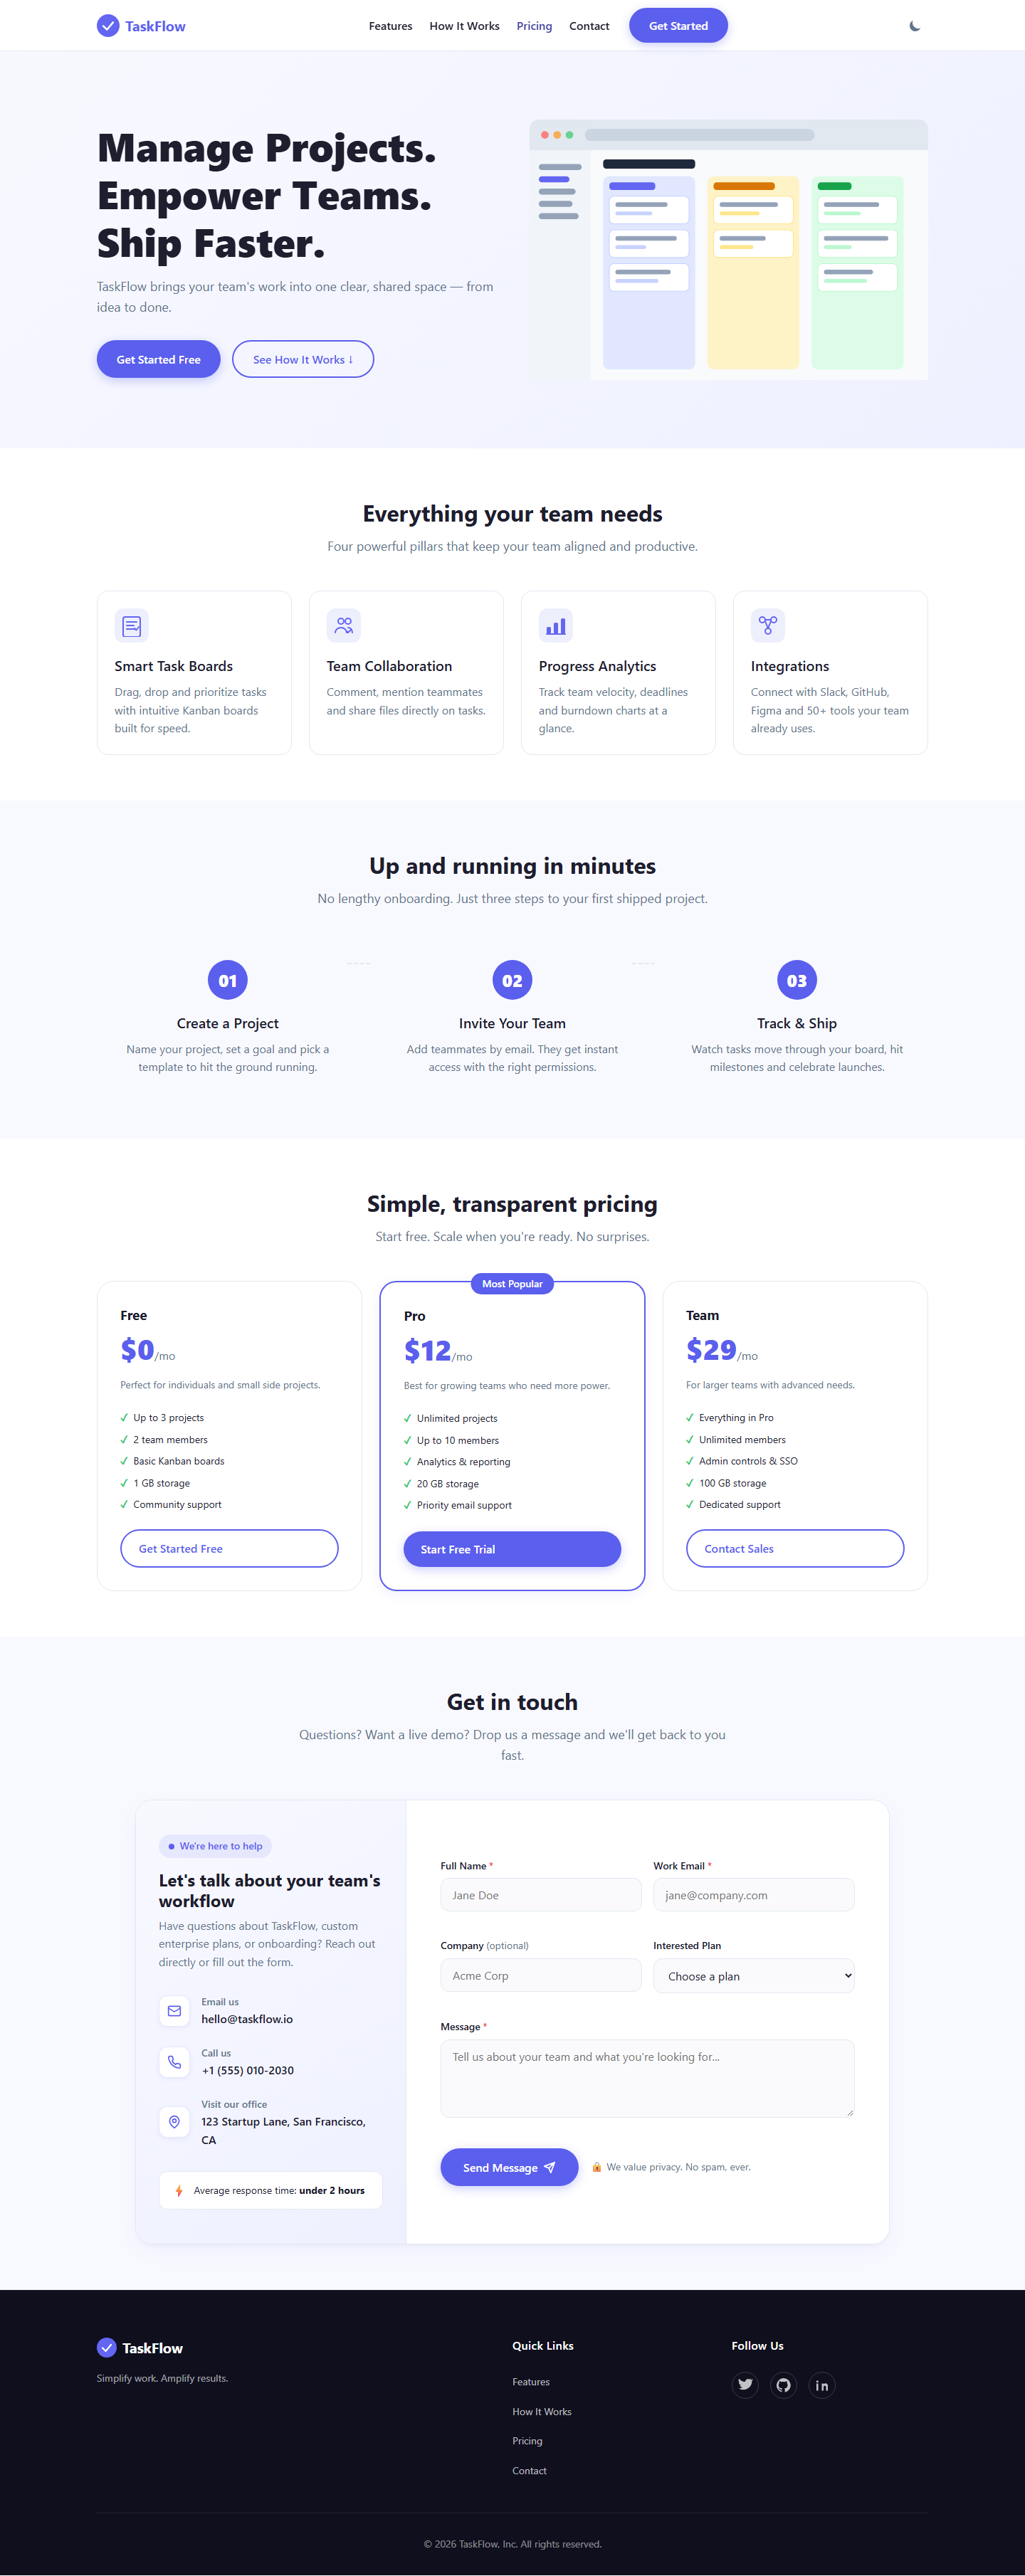 TaskFlow
Features
How It Works
Pricing
Contact
Get Started
Manage Projects.
Empower Teams.
Ship Faster.
TaskFlow brings your team's work into one clear, shared space — from
idea to done.
Get Started Free
See How It Works ↓
Everything your team needs
Four powerful pillars that keep your team aligned and productive.
Smart Task Boards
Drag, drop and prioritize tasks
with intuitive Kanban boards
built for speed.
Team Collaboration
Comment, mention teammates
and share files directly on tasks.
Progress Analytics
Track team velocity, deadlines
and burndown charts at a
glance.
Integrations
Connect with Slack, GitHub,
Figma and 50+ tools your team
already uses.
Up and running in minutes
No lengthy onboarding. Just three steps to your first shipped project.
01
Create a Project
Name your project, set a goal and pick a
template to hit the ground running.
02
Invite Your Team
Add teammates by email. They get instant
access with the right permissions.
03
Track & Ship
Watch tasks move through your board, hit
milestones and celebrate launches.
Simple, transparent pricing
Start free. Scale when you're ready. No surprises.
Free
$0/mo
Perfect for individuals and small side projects.
✓ Up to 3 projects
✓ 2 team members
✓ Basic Kanban boards
✓ 1 GB storage
✓ Community support
Get Started Free
Most Popular
Pro
$12/mo
Best for growing teams who need more power.
✓ Unlimited projects
✓ Up to 10 members
✓ Analytics & reporting
✓ 20 GB storage
✓ Priority email support
Start Free Trial
Team
$29/mo
For larger teams with advanced needs.
✓ Everything in Pro
✓ Unlimited members
✓ Admin controls & SSO
✓ 100 GB storage
✓ Dedicated support
Contact Sales
Get in touch
Questions? Want a live demo? Drop us a message and we'll get back to you
fast.
We're here to help
Let's talk about your team's
workflow
Have questions about TaskFlow, custom
enterprise plans, or onboarding? Reach out
directly or fill out the form.
Email us
hello@taskflow.io
Call us
+1 (555) 010-2030
Visit our office
123 Startup Lane, San Francisco,
CA
Average response time: under 2 hours
Full Name *
Jane Doe
Work Email *
jane@company.com
Company (optional)
Acme Corp
Interested Plan
Choose a plan
Message *
Tell us about your team and what you're looking for...
Send Message
We value privacy. No spam, ever.
TaskFlow
Simplify work. Amplify results.
Quick Links
Features
How It Works
Pricing
Contact
Follow Us
in
© 2026 TaskFlow, Inc. All rights reserved.